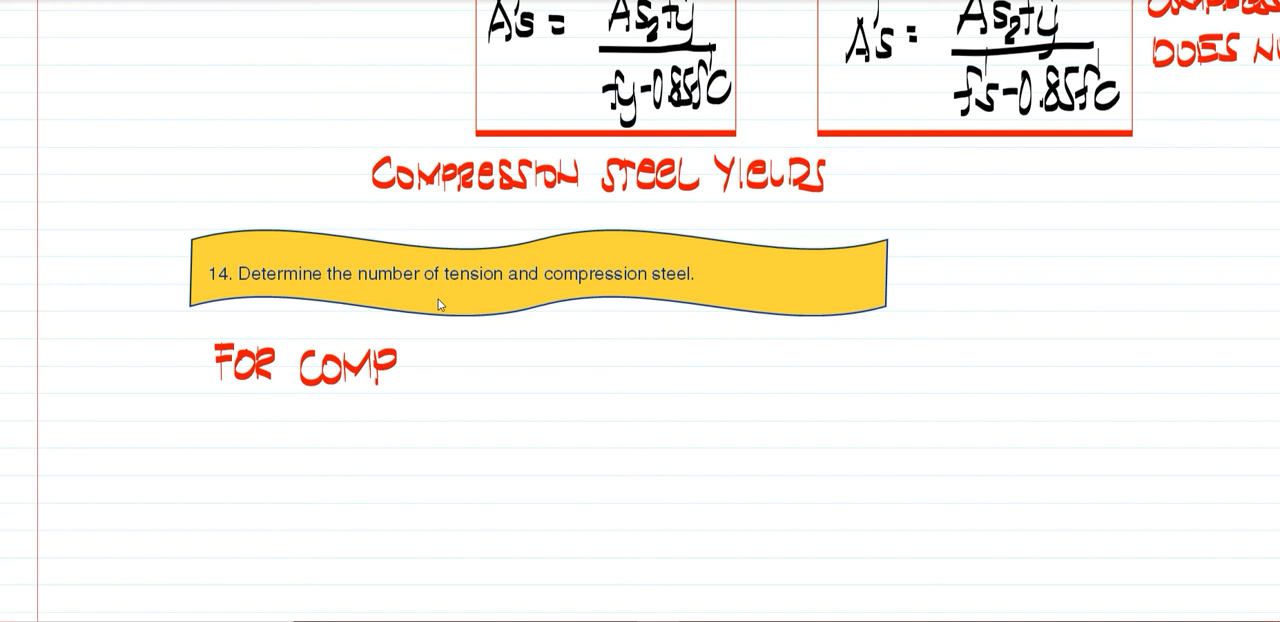 A's = As2fy / fy-0.85f'c
A's = As2fy / f's-0.85f'c
DOES
COMPRESSION STEEL YIELDS
14. Determine the number of tension and compression steel.
FOR COMP